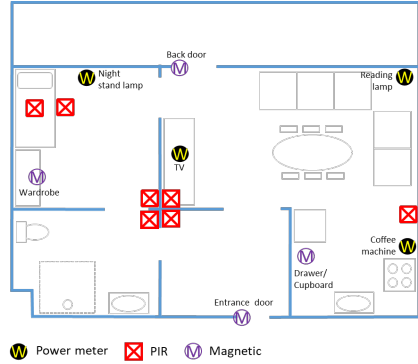 Back door
M
W
Night
stand lamp
Reading
lamp
W
W
TV
M
Wardrobe
Coffee
machine
W
M
Drawer/
Cupboard
Entrance door
M
W Power meter
PIR
M Magnetic